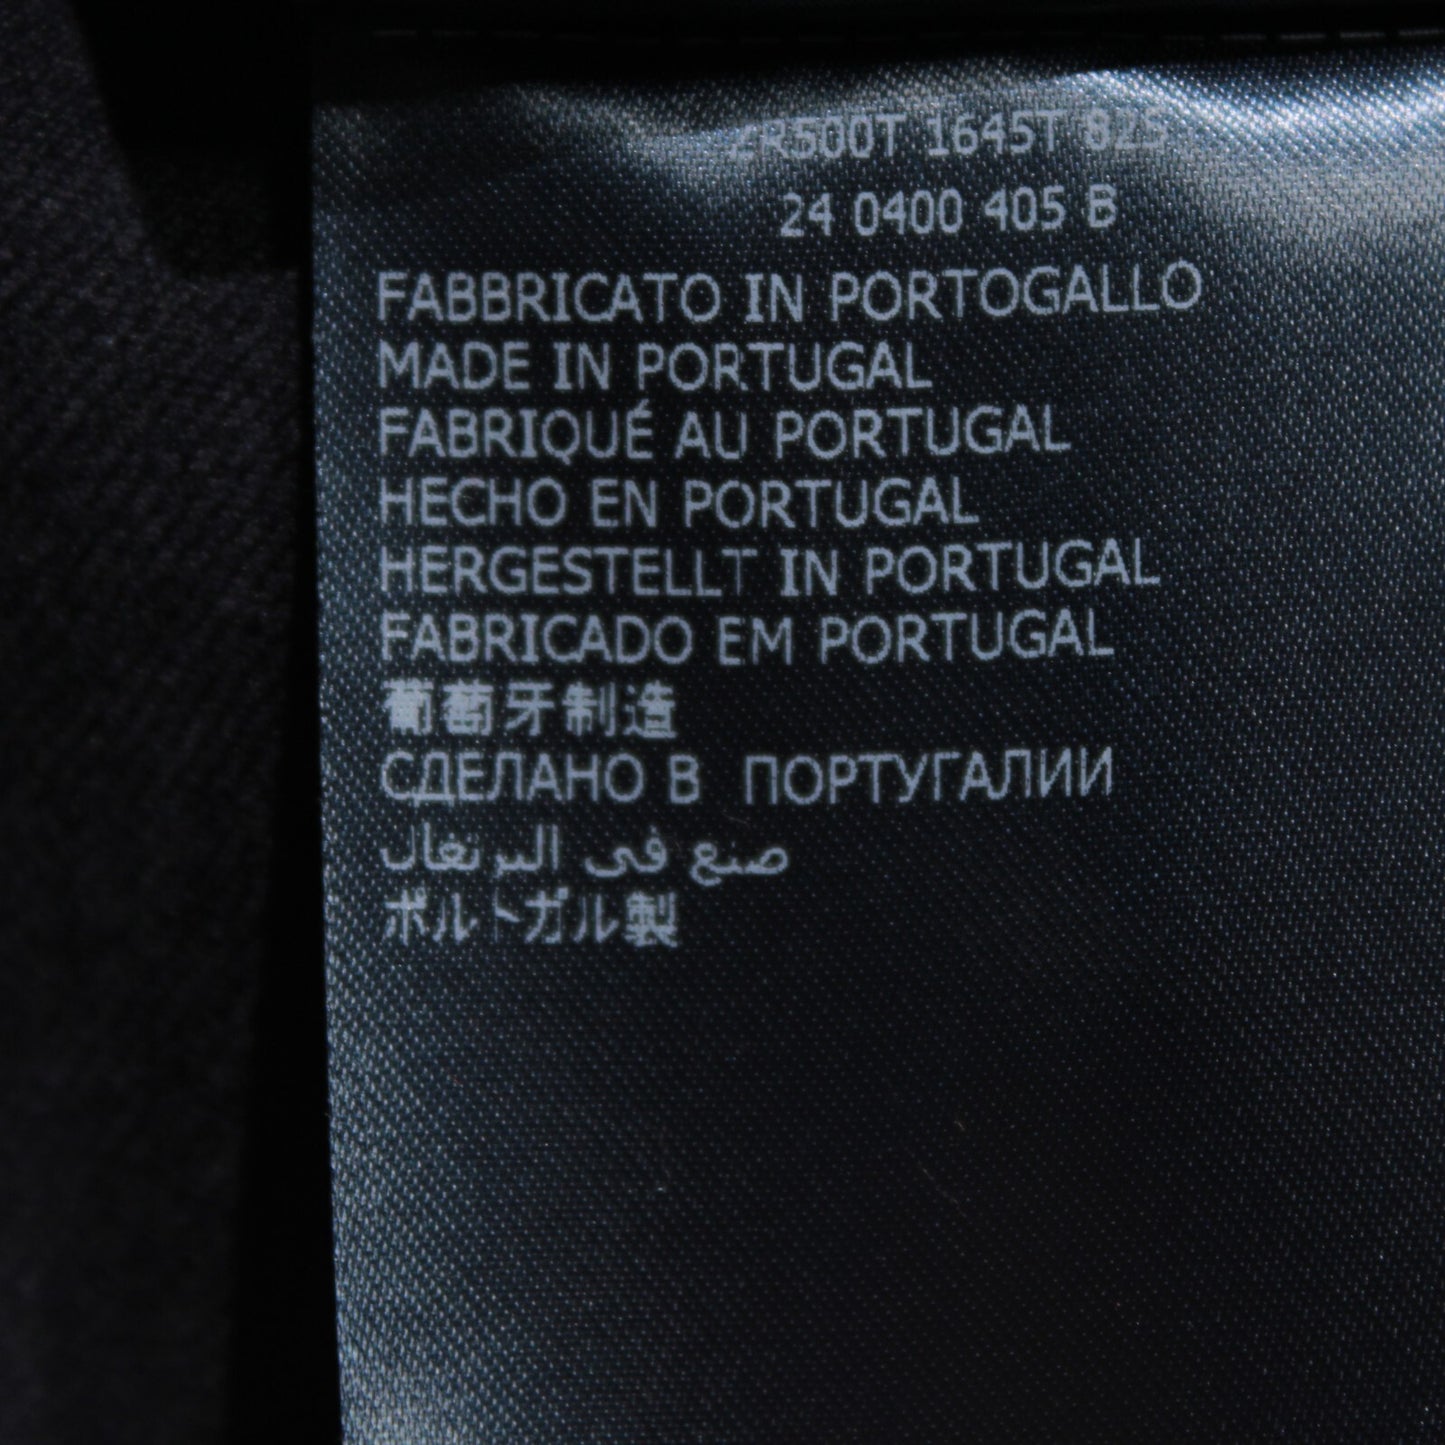 ZR500T 1645T 825
24 0400 405 B
FABBRICATO IN PORTOGALLO
MADE IN PORTUGAL
FABRIQUÉ AU PORTUGAL
HECHO EN PORTUGAL
HERGESTELLT IN PORTUGAL
FABRICADO EM PORTUGAL
葡萄牙制造
СДЕЛАНО В ПОРТУГАЛИИ
صنع فى البرتغال
ポルトガル製